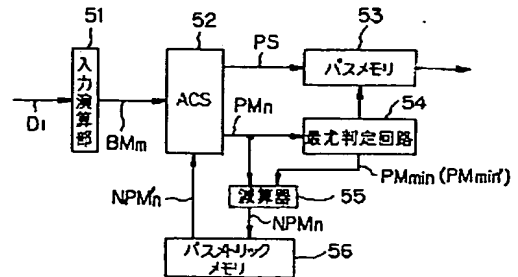 51
52
53
54
55
56
入力演算部
ACS
パスメモリ
最尤判定回路
減算器
パスメトリックメモリ
DI
BMm
PS
PMn
PMmin(PMmin')
NPM'n
NPMn